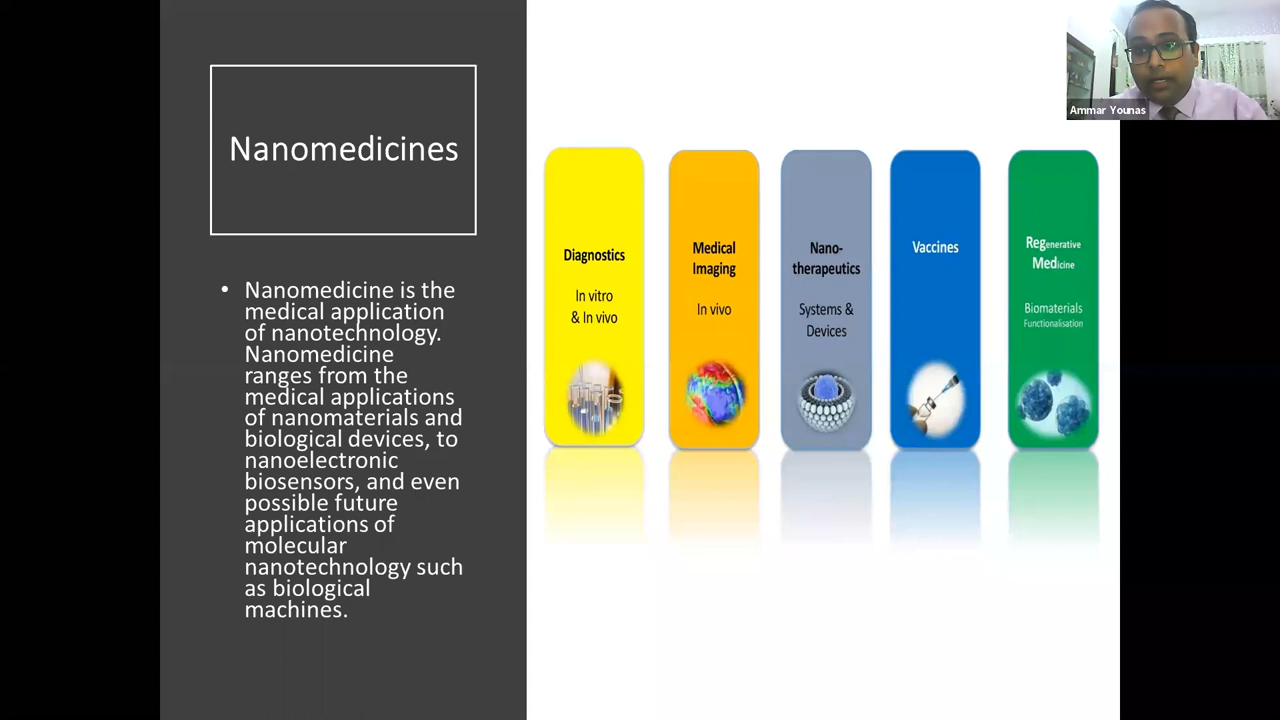 Nanomedicines
• Nanomedicine is the
medical application
of nanotechnology.
Nanomedicine
ranges from the
medical applications
of nanomaterials and
biological devices, to
nanoelectronic
biosensors, and even
possible future
applications of
molecular
nanotechnology such
as biological
machines.
Diagnostics
In vitro
& In vivo
Medical
Imaging
In vivo
Nano-
therapeutics
Systems &
Devices
Vaccines
Regenerative
Medicine
Biomaterials
Functionalisation
Ammar Younas